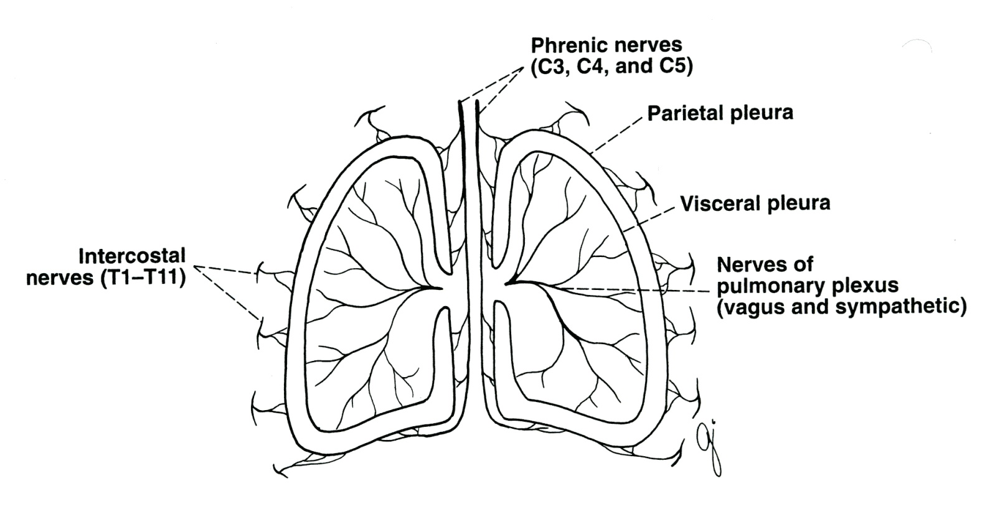 Phrenic nerves
(C3, C4, and C5)
Parietal pleura
Visceral pleura
Intercostal
nerves (T1–T11)
Nerves of
pulmonary plexus
(vagus and sympathetic)
gj